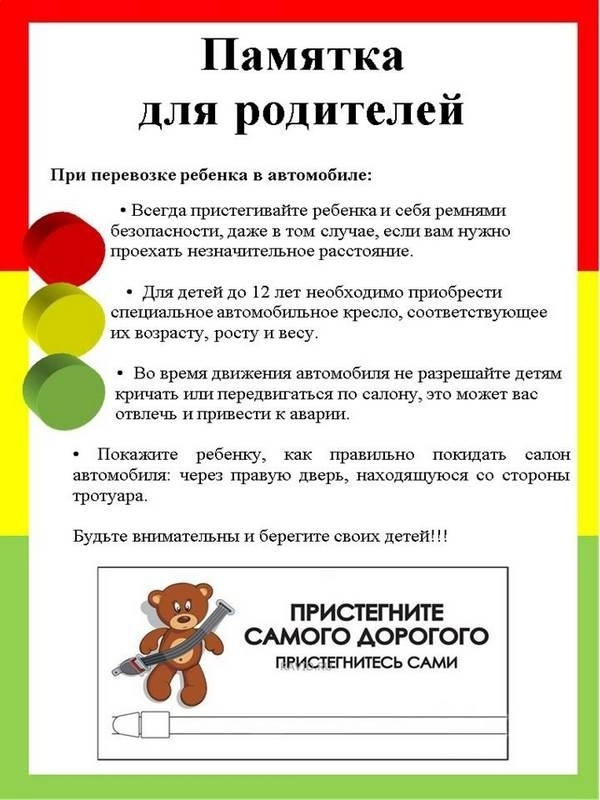 Памятка
для родителей
При перевозке ребенка в автомобиле:
• Всегда пристегивайте ребенка и себя ремнями
безопасности, даже в том случае, если вам нужно
проехать незначительное расстояние.
• Для детей до 12 лет необходимо приобрести
специальное автомобильное кресло, соответствующее
их возрасту, росту и весу.
• Во время движения автомобиля не разрешайте детям
кричать или передвигаться по салону, это может вас
отвлечь и привести к аварии.
• Покажите ребенку, как правильно покидать салон
автомобиля: через правую дверь, находящуюся со стороны
тротуара.
Будьте внимательны и берегите своих детей!!!
ПРИСТЕГНИТЕ
САМОГО ДОРОГОГО
ПРИСТЕГНИТЕСЬ САМИ